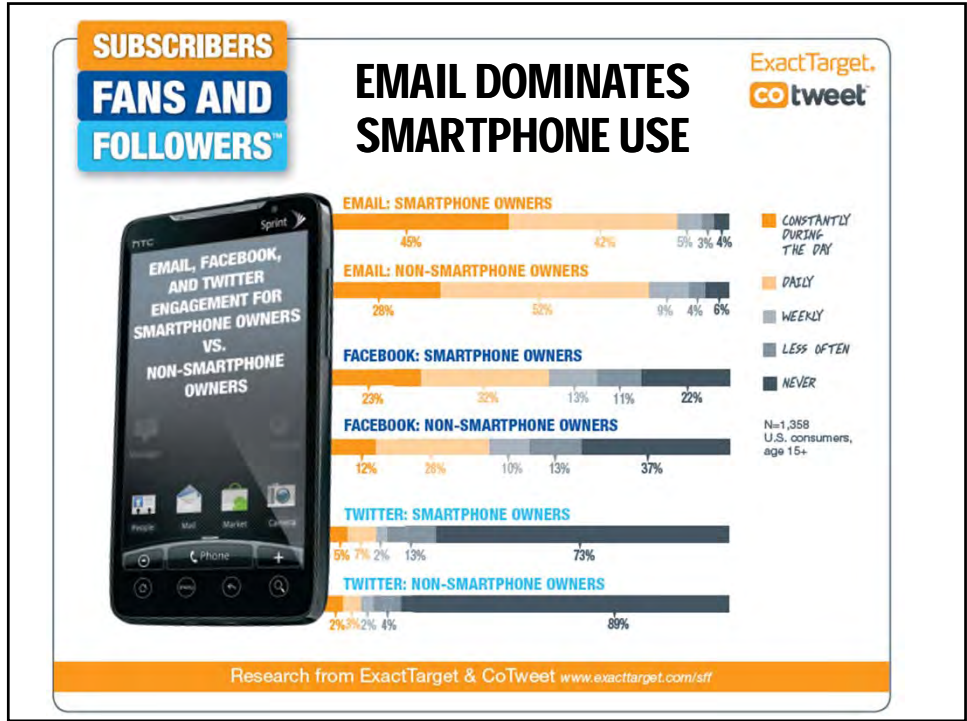 SUBSCRIBERS
FANS AND
FOLLOWERS™
EMAIL DOMINATES
SMARTPHONE USE
ExactTarget.
co tweet
Sprint
hTC
EMAIL, FACEBOOK,
AND TWITTER
ENGAGEMENT FOR
SMARTPHONE OWNERS
VS.
NON-SMARTPHONE
OWNERS
People Mail Market Camera
Phone
EMAIL: SMARTPHONE OWNERS
45% 42% 5% 3% 4%
EMAIL: NON-SMARTPHONE OWNERS
28% 52% 9% 4% 6%
FACEBOOK: SMARTPHONE OWNERS
23% 32% 13% 11% 22%
FACEBOOK: NON-SMARTPHONE OWNERS
12% 28% 10% 13% 37%
TWITTER: SMARTPHONE OWNERS
5% 7% 2% 13% 73%
TWITTER: NON-SMARTPHONE OWNERS
2% 3% 2% 4% 89%
CONSTANTLY
DURING
THE DAY
DAILY
WEEKLY
LESS OFTEN
NEVER
N=1,358
U.S. consumers,
age 15+
Research from ExactTarget & CoTweet www.exacttarget.com/sff